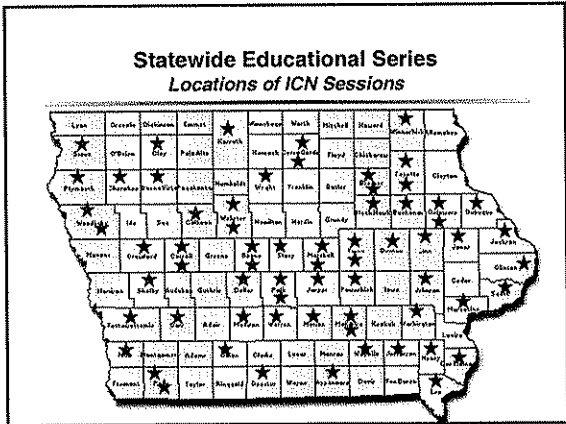 Statewide Educational Series
Locations of ICN Sessions
Lyon Osceola Dickinson Emmet Winnebago Worth Mitchell Howard Winneshiek Allamakee
Kossuth
Sioux O'Brien Clay Palo Alto Hancock Cerro Gordo Floyd Chickasaw
Fayette Clayton
Plymouth Cherokee Buena Vista Pocahontas Humboldt Wright Franklin Butler Bremer
Woodbury Ida Sac Calhoun Webster Hamilton Hardin Grundy Black Hawk Buchanan Delaware Dubuque
Monona Crawford Carroll Greene Boone Story Marshall Tama Benton Linn Jones Jackson
Clinton
Harrison Shelby Audubon Guthrie Dallas Polk Jasper Poweshiek Iowa Johnson Cedar
Scott
Muscatine
Pottawattamie Cass Adair Madison Warren Marion Mahaska Keokuk Washington
Louisa
Mills Montgomery Adams Union Clarke Lucas Monroe Wapello Jefferson Henry
Fremont Page Taylor Ringgold Decatur Wayne Appanoose Davis Van Buren
Lee